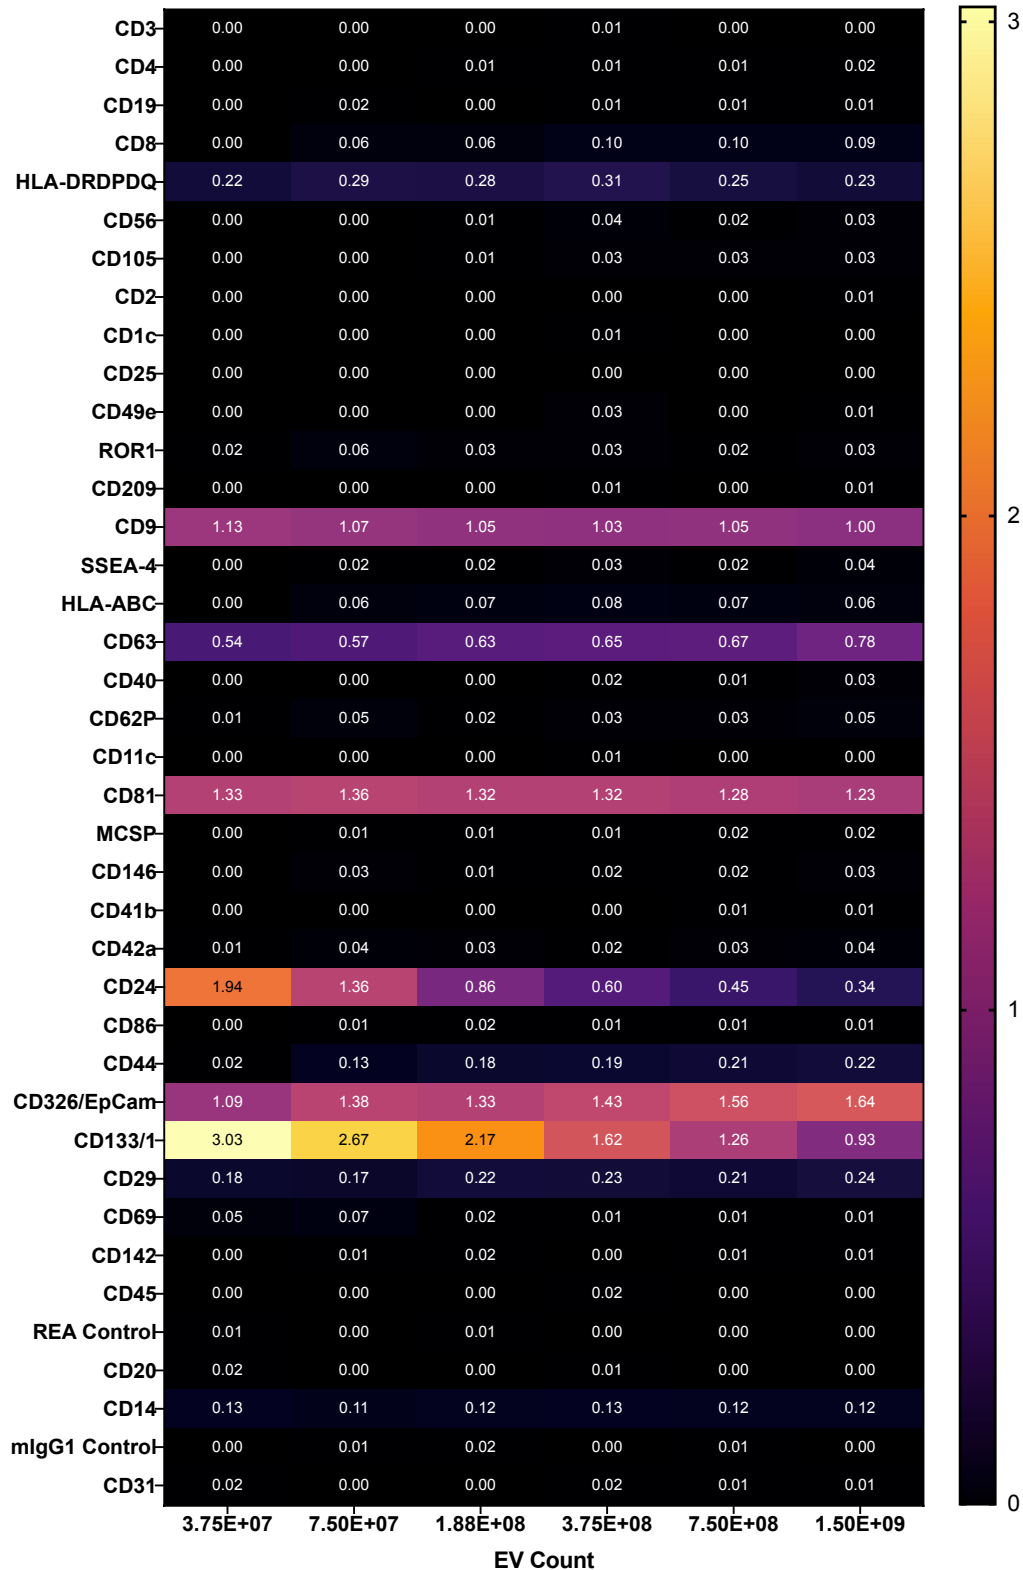 CD3 0.00 0.00 0.00 0.01 0.00 0.00
CD4 0.00 0.00 0.01 0.01 0.01 0.02
CD19 0.00 0.02 0.00 0.01 0.01 0.01
CD8 0.00 0.06 0.06 0.10 0.10 0.09
HLA-DRDPDQ 0.22 0.29 0.28 0.31 0.25 0.23
CD56 0.00 0.00 0.01 0.04 0.02 0.03
CD105 0.00 0.00 0.01 0.03 0.03 0.03
CD2 0.00 0.00 0.00 0.00 0.00 0.01
CD1c 0.00 0.00 0.00 0.01 0.00 0.00
CD25 0.00 0.00 0.00 0.00 0.00 0.00
CD49e 0.00 0.00 0.00 0.03 0.00 0.01
ROR1 0.02 0.06 0.03 0.03 0.02 0.03
CD209 0.00 0.00 0.00 0.01 0.00 0.01
CD9 1.13 1.07 1.05 1.03 1.05 1.00
SSEA-4 0.00 0.02 0.02 0.03 0.02 0.04
HLA-ABC 0.00 0.06 0.07 0.08 0.07 0.06
CD63 0.54 0.57 0.63 0.65 0.67 0.78
CD40 0.00 0.00 0.00 0.02 0.01 0.03
CD62P 0.01 0.05 0.02 0.03 0.03 0.05
CD11c 0.00 0.00 0.00 0.01 0.00 0.00
CD81 1.33 1.36 1.32 1.32 1.28 1.23
MCSP 0.00 0.01 0.01 0.01 0.02 0.02
CD146 0.00 0.03 0.01 0.02 0.02 0.03
CD41b 0.00 0.00 0.00 0.00 0.01 0.01
CD42a 0.01 0.04 0.03 0.02 0.03 0.04
CD24 1.94 1.36 0.86 0.60 0.45 0.34
CD86 0.00 0.01 0.02 0.01 0.01 0.01
CD44 0.02 0.13 0.18 0.19 0.21 0.22
CD326/EpCam 1.09 1.38 1.33 1.43 1.56 1.64
CD133/1 3.03 2.67 2.17 1.62 1.26 0.93
CD29 0.18 0.17 0.22 0.23 0.21 0.24
CD69 0.05 0.07 0.02 0.01 0.01 0.01
CD142 0.00 0.01 0.02 0.00 0.01 0.01
CD45 0.00 0.00 0.00 0.02 0.00 0.00
REA Control 0.01 0.00 0.01 0.00 0.00 0.00
CD20 0.02 0.00 0.00 0.01 0.00 0.00
CD14 0.13 0.11 0.12 0.13 0.12 0.12
mIgG1 Control 0.00 0.01 0.02 0.00 0.01 0.00
CD31 0.02 0.00 0.00 0.02 0.01 0.01
3.75E+07 7.50E+07 1.88E+08 3.75E+08 7.50E+08 1.50E+09
EV Count
3
2
1
0